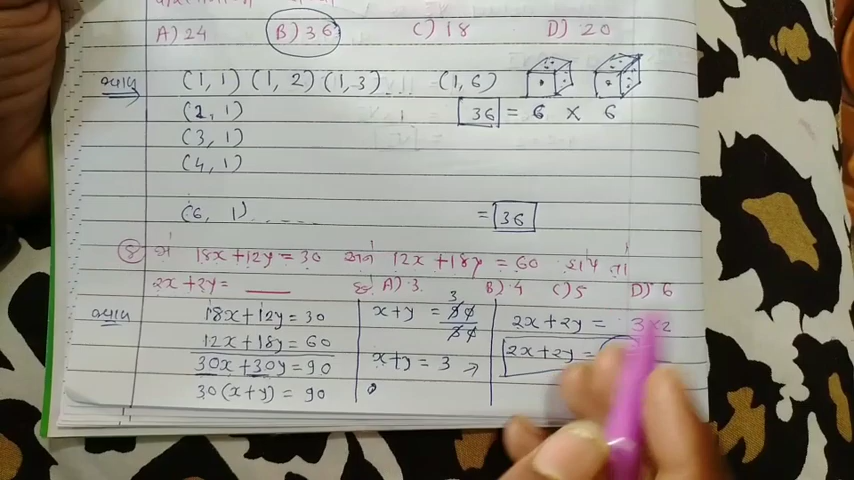 A) 24 B) 36 C) 18 D) 20
જવાબ (1, 1) (1, 2) (1, 3) ... (1, 6)
(2, 1) 36 = 6 × 6
(3, 1)
(4, 1)
(6, 1) ..... = 36
8 જો 18x+12y = 30 અને 12x + 18y = 60 હોય તો
2x + 2y = ____ A) 3 B) 4 C) 5 D) 6
જવાબ
18x+12y = 30
12x + 18y = 60
30x + 30y = 90
30(x+y) = 90
x+y = 90/30 3
x+y = 3 →
2x + 2y = 3×2
2x + 2y =